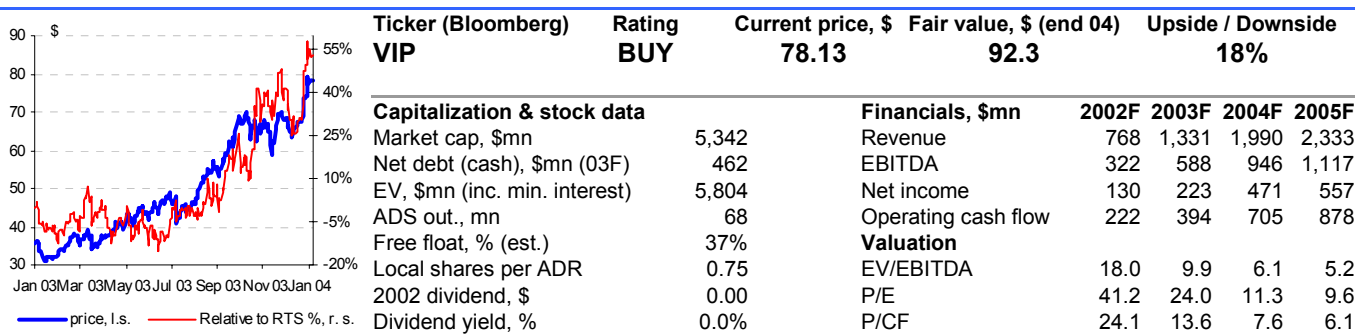 $
90
80
70
60
50
40
30
55%
40%
25%
10%
-5%
-20%
Jan 03 Mar 03 May 03 Jul 03 Sep 03 Nov 03 Jan 04
price, l.s. Relative to RTS %, r. s.
Ticker (Bloomberg) Rating Current price, $ Fair value, $ (end 04) Upside / Downside
VIP BUY 78.13 92.3 18%
Capitalization & stock data
Market cap, $mn 5,342
Net debt (cash), $mn (03F) 462
EV, $mn (inc. min. interest) 5,804
ADS out., mn 68
Free float, % (est.) 37%
Local shares per ADR 0.75
2002 dividend, $ 0.00
Dividend yield, % 0.0%
Financials, $mn 2002F 2003F 2004F 2005F
Revenue 768 1,331 1,990 2,333
EBITDA 322 588 946 1,117
Net income 130 223 471 557
Operating cash flow 222 394 705 878
Valuation
EV/EBITDA 18.0 9.9 6.1 5.2
P/E 41.2 24.0 11.3 9.6
P/CF 24.1 13.6 7.6 6.1